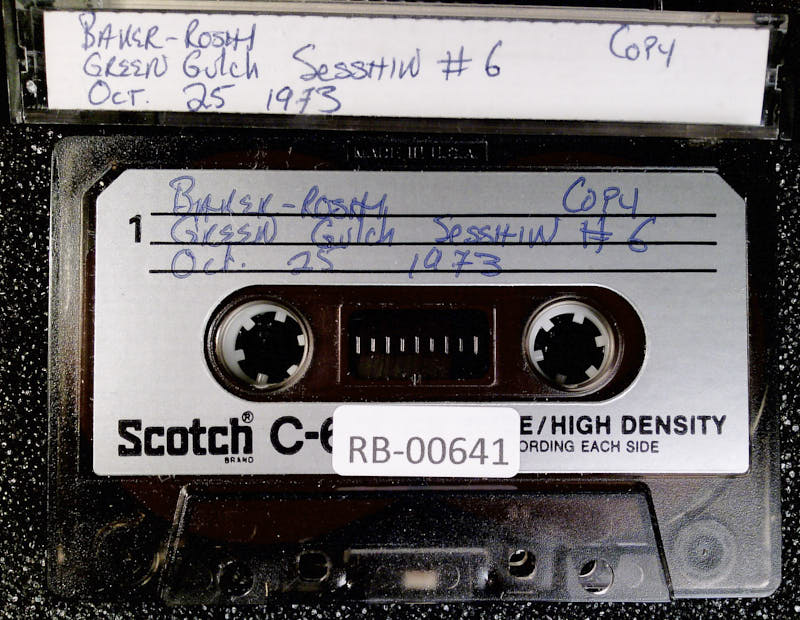 BAKER-ROSHI COPY
GREEN GULCH SESSHIN # 6
OCT. 25 1973
MADE IN U.S.A.
1 BAKER-ROSHI COPY
GREEN GULCH SESSHIN # 6
Oct. 25 1973
Scotch® C-6 E/HIGH DENSITY
BRAND ORDING EACH SIDE
RB-00641